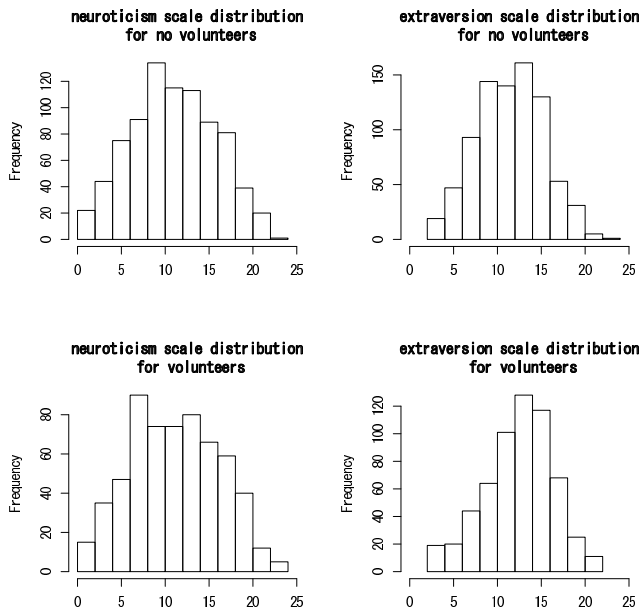 neuroticism scale distribution
for no volunteers
Frequency
0 20 40 60 80 100 120
0 5 10 15 20 25
extraversion scale distribution
for no volunteers
Frequency
0 50 100 150
0 5 10 15 20 25
neuroticism scale distribution
for volunteers
Frequency
0 20 40 60 80
0 5 10 15 20 25
extraversion scale distribution
for volunteers
Frequency
0 20 40 60 80 100 120
0 5 10 15 20 25